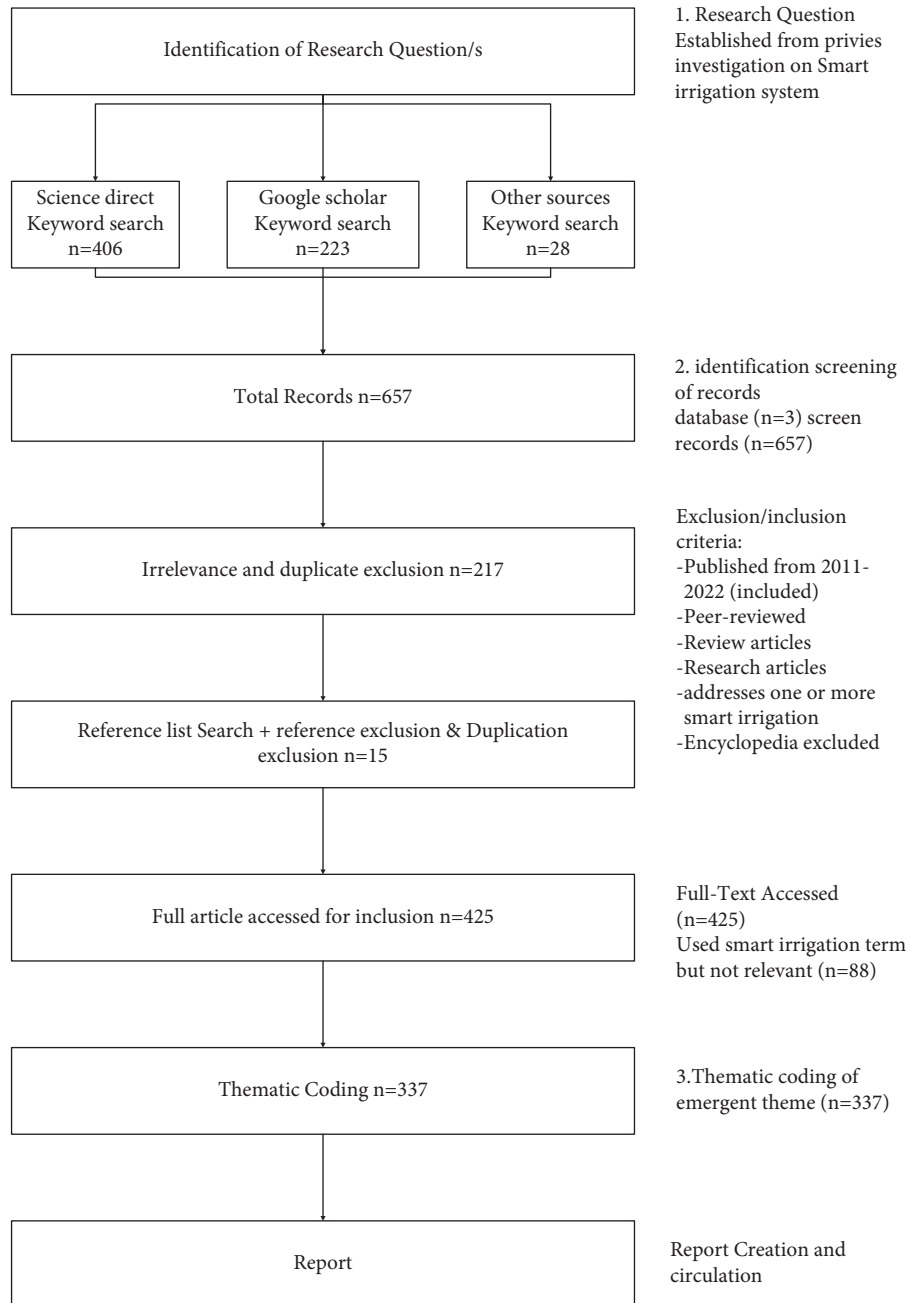 Identification of Research Question/s
1. Research Question
Established from privies
investigation on Smart
irrigation system
Science direct
Keyword search
n=406
Google scholar
Keyword search
n=223
Other sources
Keyword search
n=28
Total Records n=657
2. identification screening
of records
database (n=3) screen
records (n=657)
Irrelevance and duplicate exclusion n=217
Exclusion/inclusion
criteria:
-Published from 2011-
2022 (included)
-Peer-reviewed
-Review articles
-Research articles
-addresses one or more
smart irrigation
-Encyclopedia excluded
Reference list Search + reference exclusion & Duplication
exclusion n=15
Full article accessed for inclusion n=425
Full-Text Accessed
(n=425)
Used smart irrigation term
but not relevant (n=88)
Thematic Coding n=337
3.Thematic coding of
emergent theme (n=337)
Report
Report Creation and
circulation